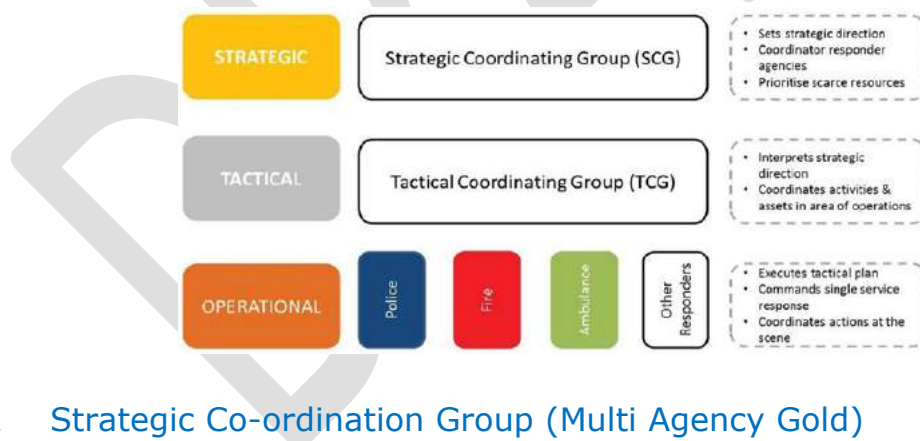 STRATEGIC
Strategic Coordinating Group (SCG)
• Sets strategic direction
• Coordinator responder
agencies
• Prioritise scarce resources
TACTICAL
Tactical Coordinating Group (TCG)
• Interprets strategic
direction
• Coordinates activities &
assets in area of operations
OPERATIONAL
Police
Fire
Ambulance
Other
Responders
• Executes tactical plan
• Commands single service
response
• Coordinates actions at the
scene
Strategic Co-ordination Group (Multi Agency Gold)